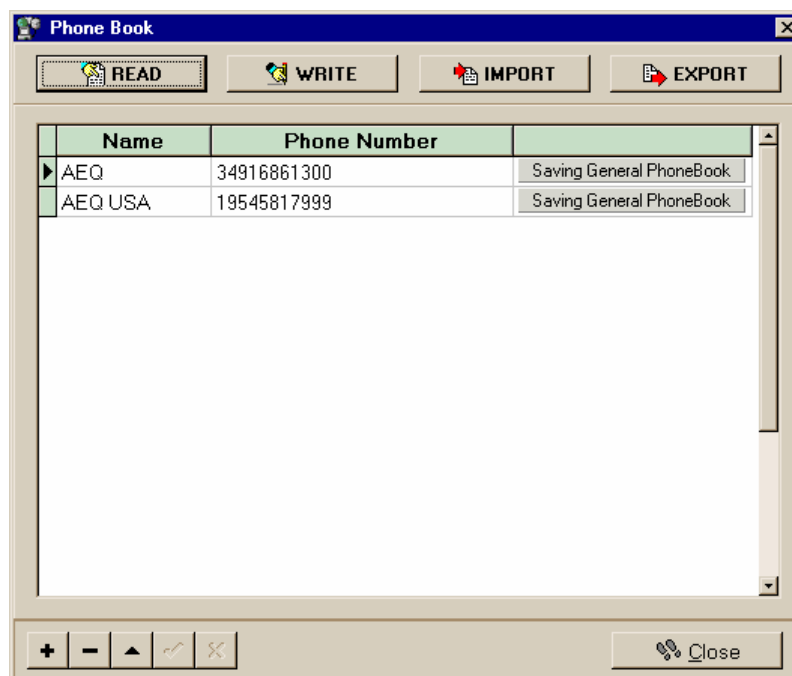 Phone Book
READ WRITE IMPORT EXPORT
Name Phone Number
AEQ 34916861300 Saving General PhoneBook
AEQ USA 19545817999 Saving General PhoneBook
Close